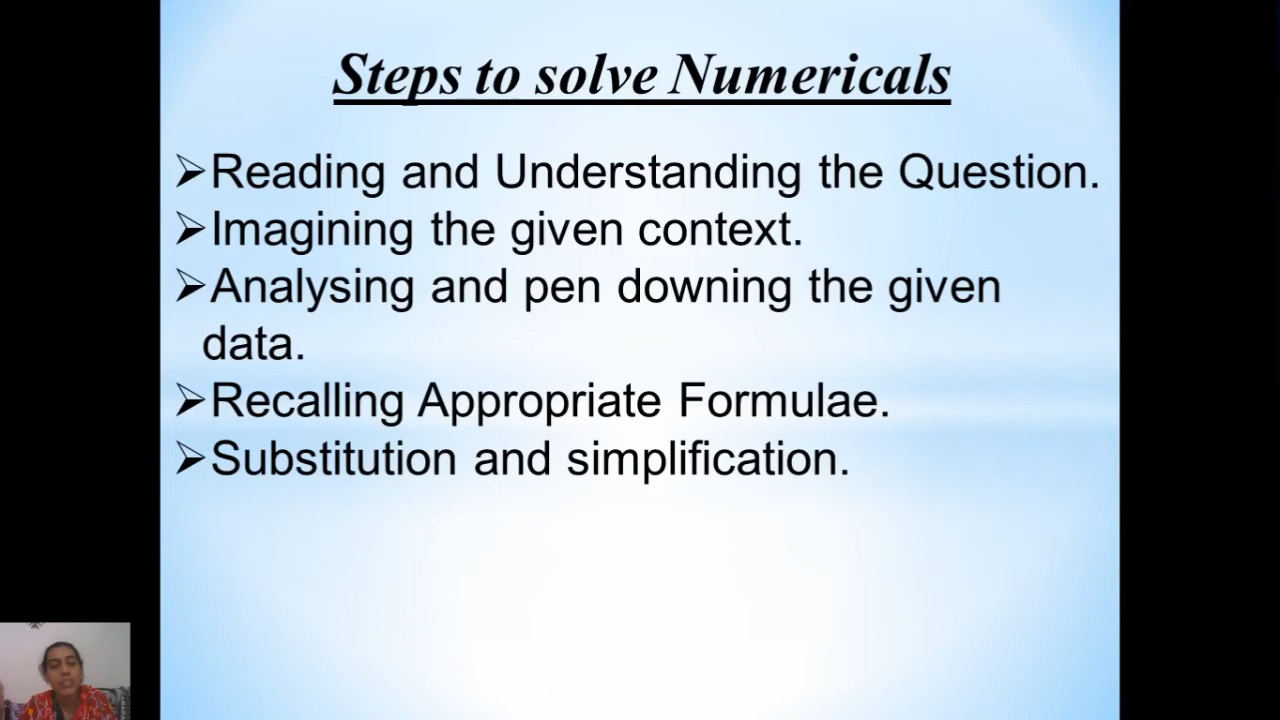 Steps to solve Numericals
➢Reading and Understanding the Question.
➢Imagining the given context.
➢Analysing and pen downing the given
data.
➢Recalling Appropriate Formulae.
➢Substitution and simplification.